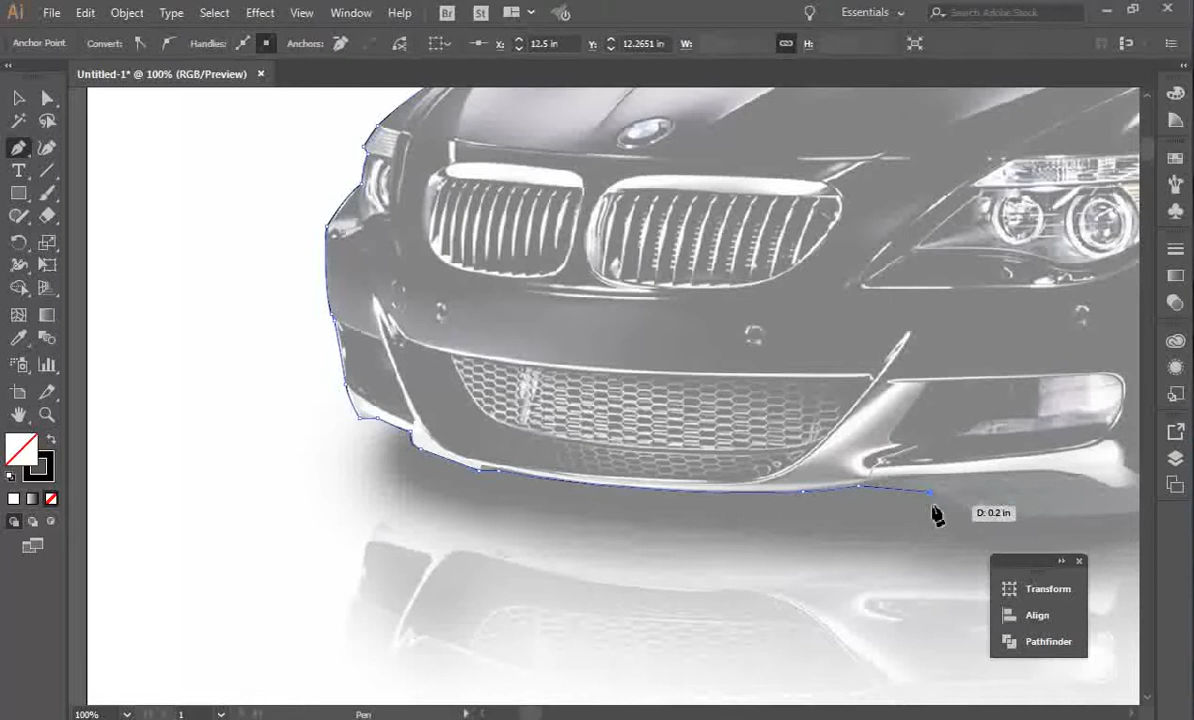 Ai File Edit Object Type Select Effect View Window Help Br St Essentials Search Adobe Stock
Anchor Point Convert: Handles: Anchors: X: 12.5 in Y: 12.2651 in W: H:
Untitled-1* @ 100% (RGB/Preview) ×
T
D: 0.2 in
Transform
Align
Pathfinder
100% 1 Pen